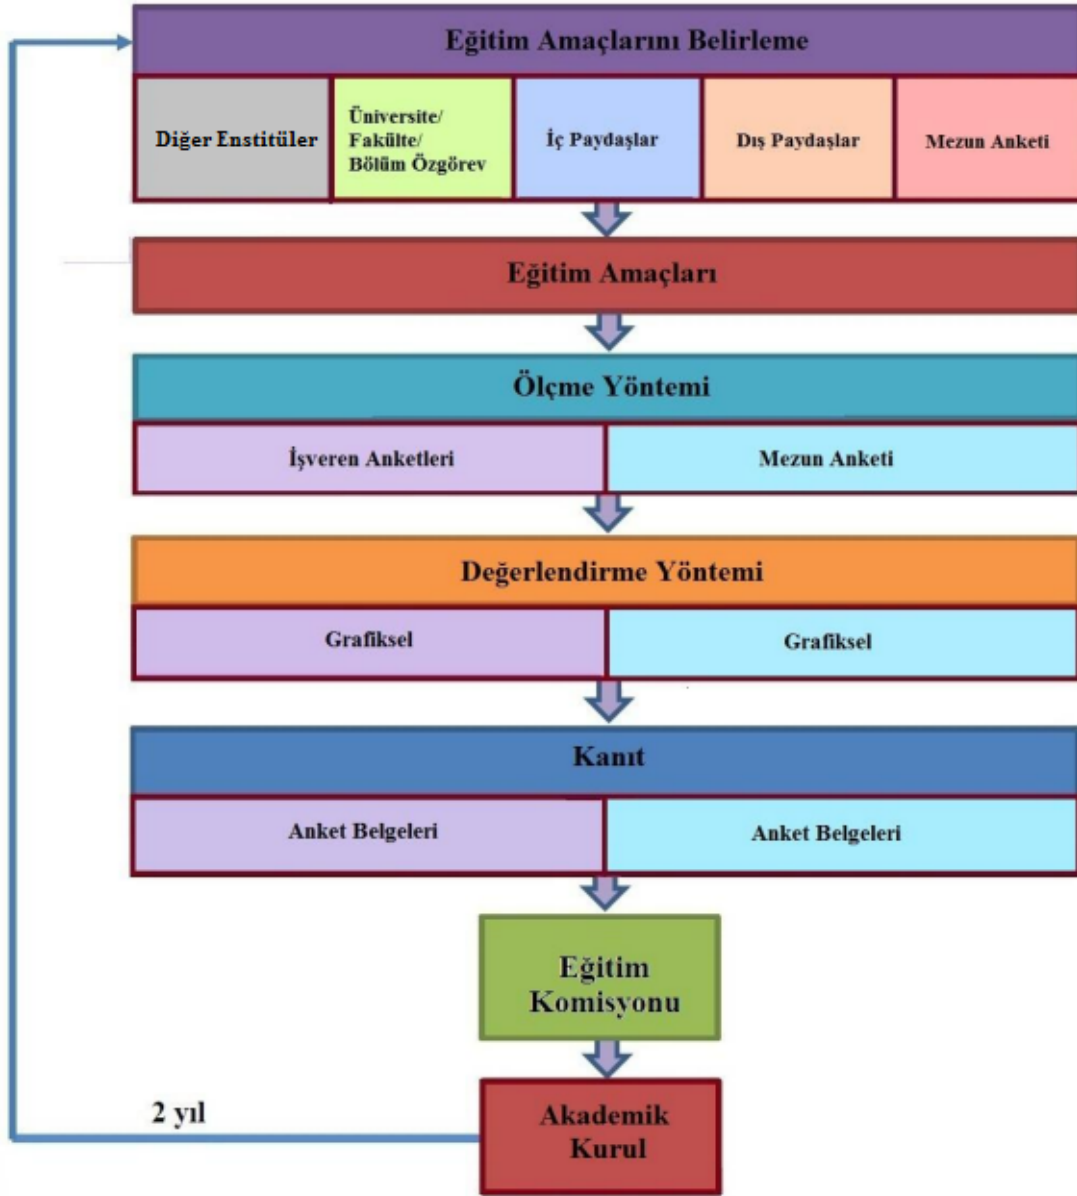 Eğitim Amaçlarını Belirleme
Diğer Enstitüler
Üniversite/
Fakülte/
Bölüm Özgörev
İç Paydaşlar
Dış Paydaşlar
Mezun Anketi
Eğitim Amaçları
Ölçme Yöntemi
İşveren Anketleri
Mezun Anketi
Değerlendirme Yöntemi
Grafiksel
Grafiksel
Kanıt
Anket Belgeleri
Anket Belgeleri
Eğitim
Komisyonu
2 yıl
Akademik
Kurul